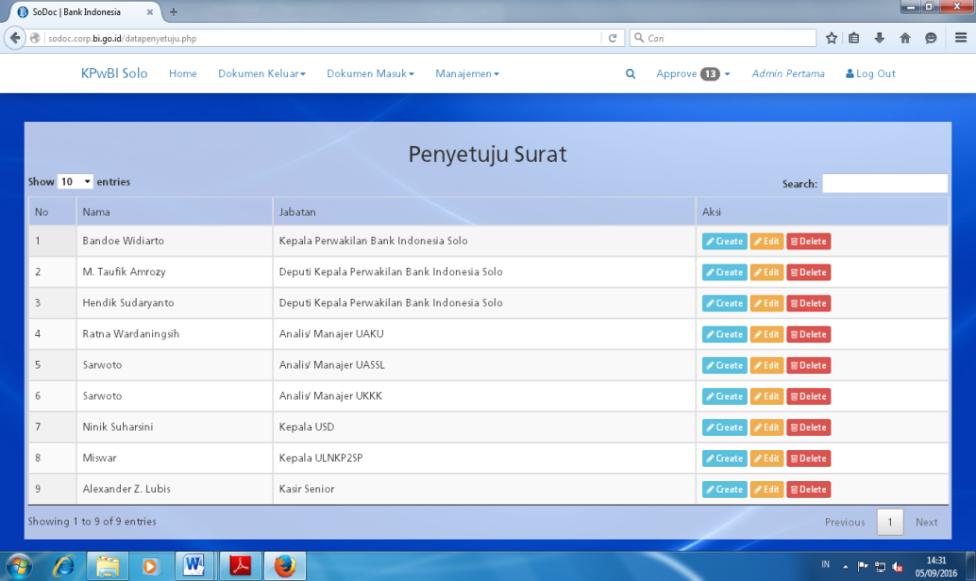 SoDoc | Bank Indonesia
sodoc.corp.bi.go.id/datapenyetuju.php
Cari
KPwBI Solo Home Dokumen Keluar Dokumen Masuk Manajemen Approve 13 Admin Pertama Log Out
Penyetuju Surat
Show 10 entries Search:
No Nama Jabatan Aksi
1 Bandoe Widiarto Kepala Perwakilan Bank Indonesia Solo Create Edit Delete
2 M. Taufik Amrozy Deputi Kepala Perwakilan Bank Indonesia Solo Create Edit Delete
3 Hendik Sudaryanto Deputi Kepala Perwakilan Bank Indonesia Solo Create Edit Delete
4 Ratna Wardaningsih Analis/ Manajer UAKU Create Edit Delete
5 Sarwoto Analis/ Manajer UASSL Create Edit Delete
6 Sarwoto Analis/ Manajer UKKK Create Edit Delete
7 Ninik Suharsini Kepala USD Create Edit Delete
8 Miswar Kepala ULNKP2SP Create Edit Delete
9 Alexander Z. Lubis Kasir Senior Create Edit Delete
Showing 1 to 9 of 9 entries Previous 1 Next
IN 14:31
05/09/2016